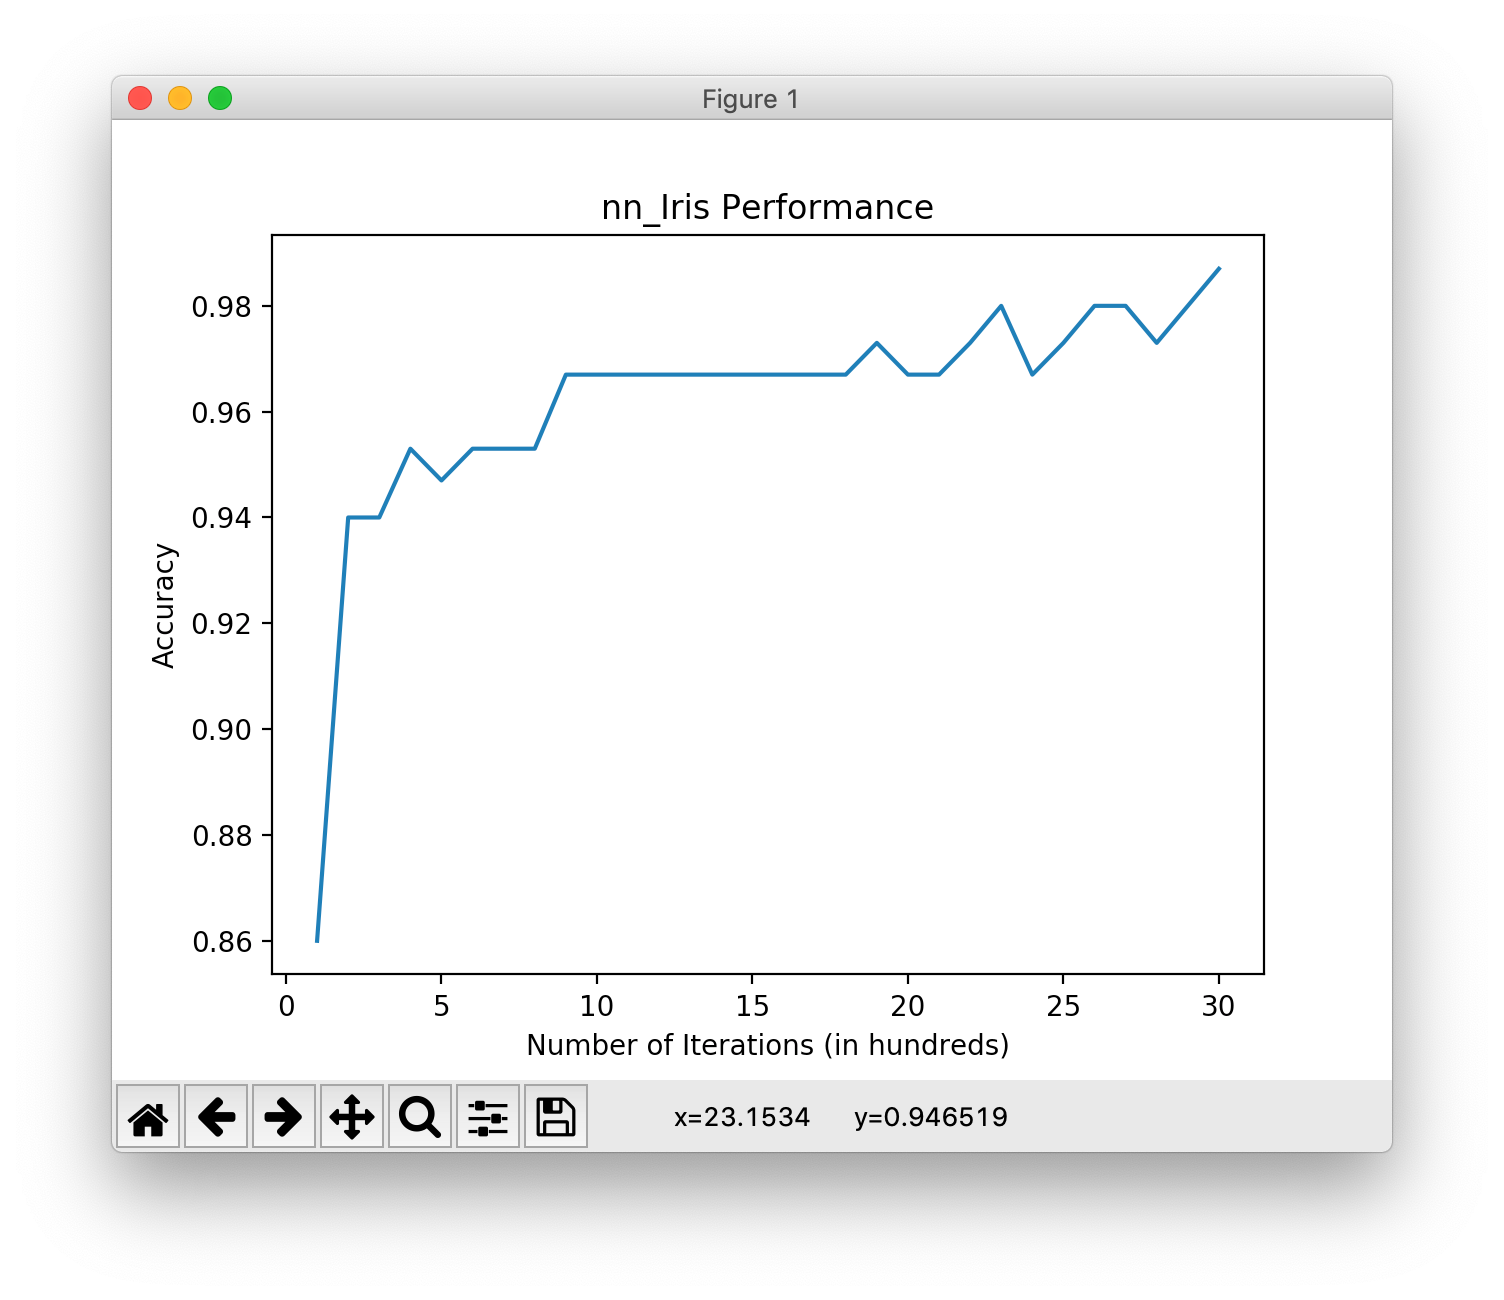 Figure 1
nn_Iris Performance
0.98
0.96
0.94
0.92
0.90
0.88
0.86
Accuracy
0 5 10 15 20 25 30
Number of Iterations (in hundreds)
x=23.1534 y=0.946519